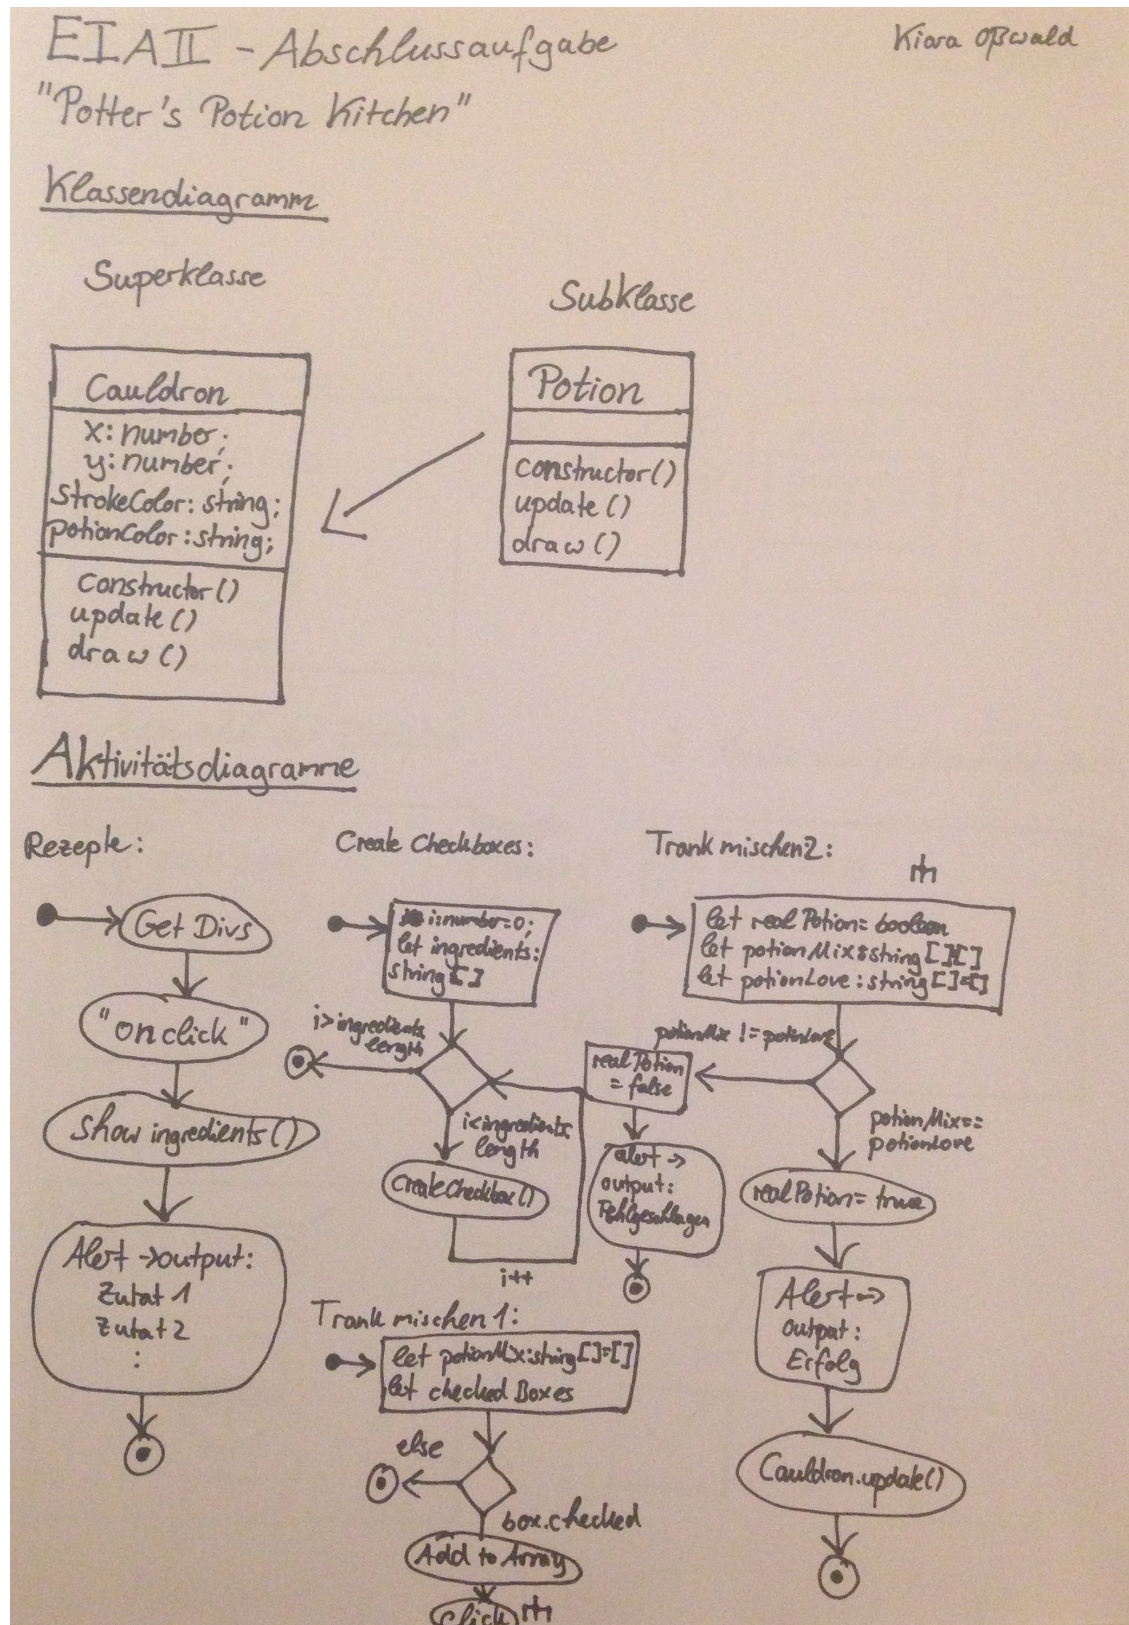 EIA II - Abschlussaufgabe
Kiara Oßwald
"Potter's Potion Kitchen"
Klassendiagramm
Superklasse
Cauldron
x: number;
y: number;
strokeColor: string;
potionColor: string;
constructor()
update()
draw()
Subklasse
Potion
constructor()
update()
draw()
Aktivitätsdiagramme
Rezepte:
Get Divs
"onclick"
show ingredients()
Alert ->output:
Zutat 1
Zutat 2
:
Create Checkboxes:
i:number=0;
let ingredients:
string[]
i>ingredients.
length
i<ingredients.
length
createCheckbox()
i++
Trank mischen 1:
let potionMix:string[]=[]
let checked Boxes
else
box.checked
Add to Array
Click
Trank mischen 2:
let realPotion= boolean
let potionMix:string[][]
let potionLove:string[]=[]
potionMix != potionLove
realPotion
= false
alert ->
output:
Fehlgeschlagen
potionMix==
potionLove
realPotion= true
Alert ->
output:
Erfolg
Cauldron.update()